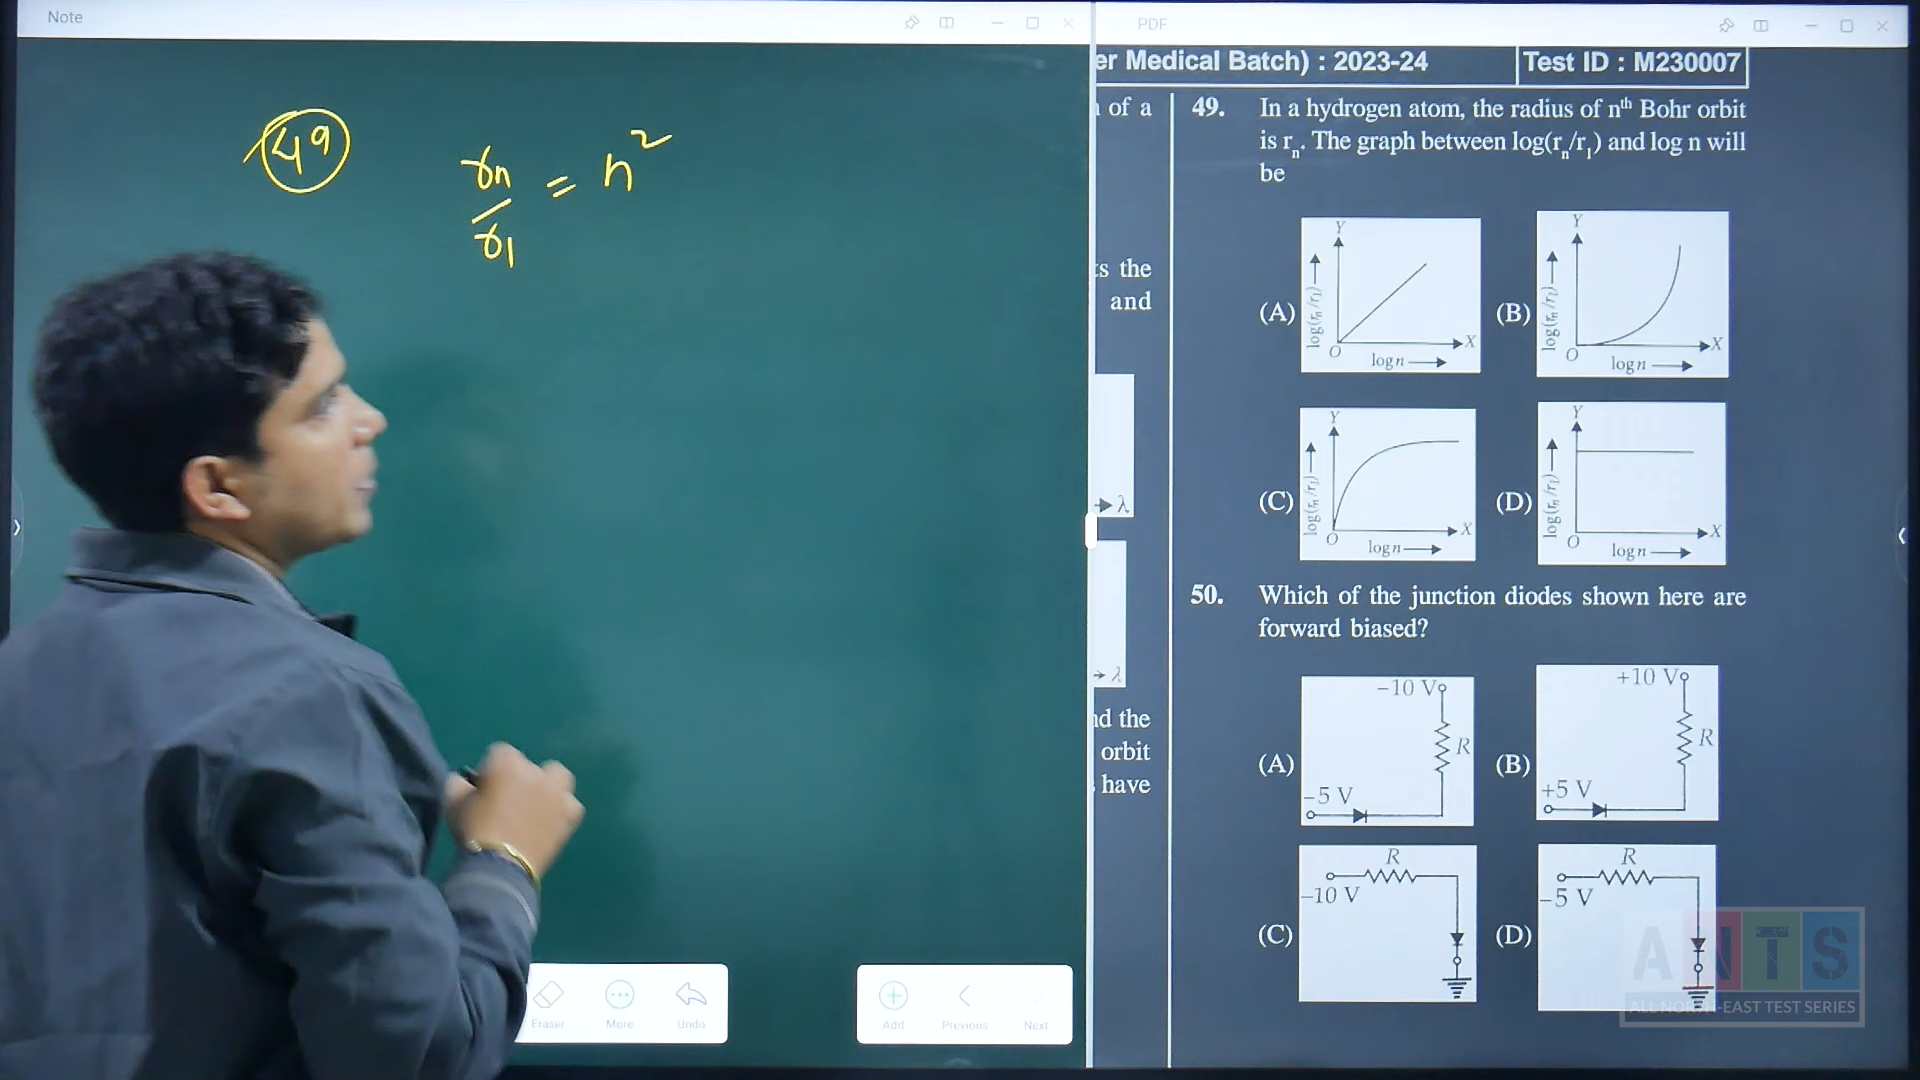 Note
PDF
er Medical Batch) : 2023-24
Test ID : M230007
49
rn
r1
= n²
of a
s the
and
→ λ
→ λ
nd the
orbit
have
49. In a hydrogen atom, the radius of nth Bohr orbit
is rn. The graph between log(rn/r1) and log n will
be
(A)
Y
log(rn/r1)
O
X
log n
(B)
Y
log(rn/r1)
O
X
log n
(C)
Y
log(rn/r1)
O
X
log n
(D)
Y
log(rn/r1)
O
X
log n
50. Which of the junction diodes shown here are
forward biased?
(A)
−10 V
R
−5 V
(B)
+10 V
R
+5 V
(C)
R
−10 V
(D)
R
−5 V
Eraser
More
Undo
Add
Previous
Next
ANTS
ALL NORTH-EAST TEST SERIES